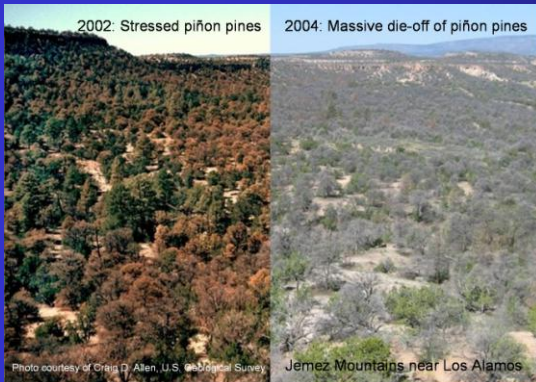 2002: Stressed piñon pines
2004: Massive die-off of piñon pines
Photo courtesy of Craig D. Allen, U.S. Geological Survey
Jemez Mountains near Los Alamos